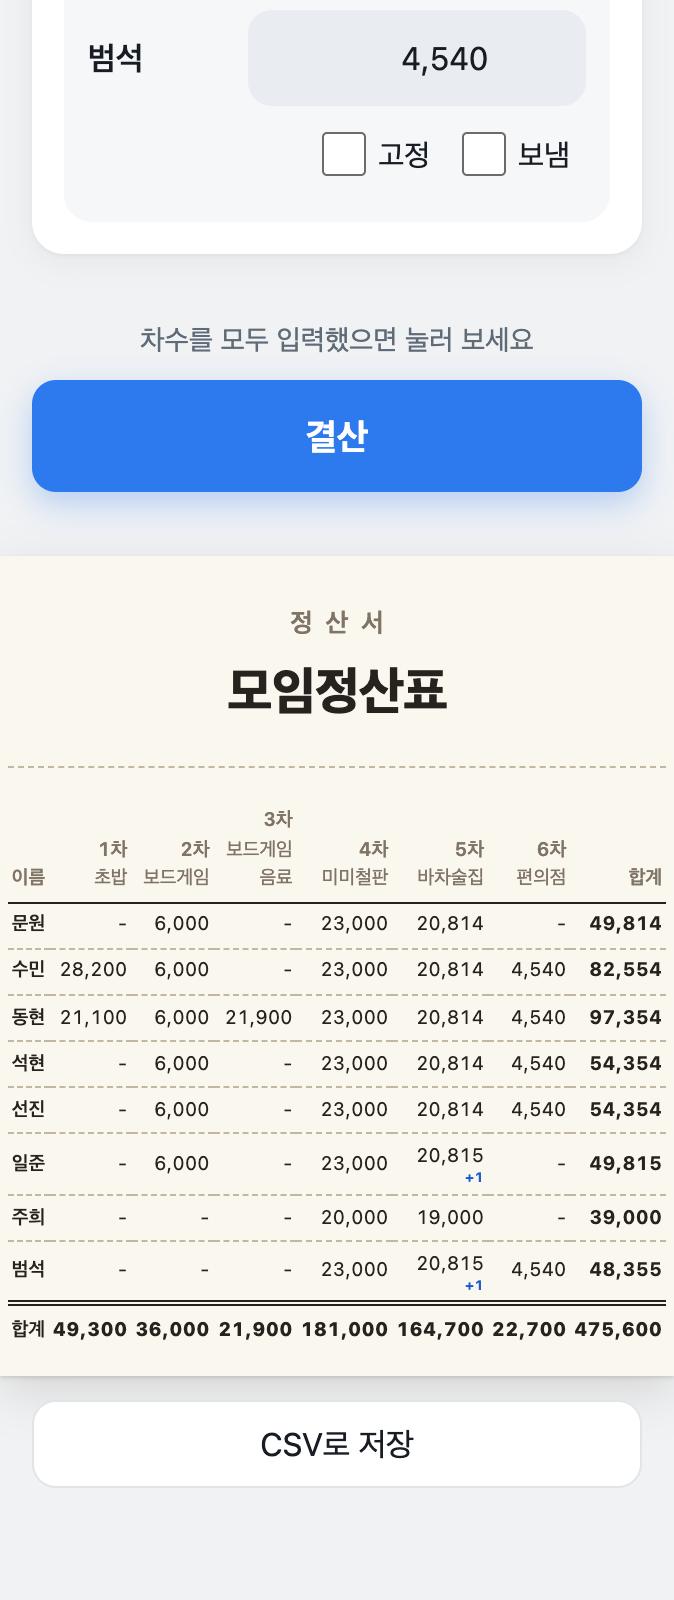 범석 4,540
고정 보냄
차수를 모두 입력했으면 눌러 보세요
결산
정산서
모임정산표
이름 1차 초밥 2차 보드게임 3차 보드게임 음료 4차 미미철판 5차 바차술집 6차 편의점 합계
문원 - 6,000 - 23,000 20,814 - 49,814
수민 28,200 6,000 - 23,000 20,814 4,540 82,554
동현 21,100 6,000 21,900 23,000 20,814 4,540 97,354
석현 - 6,000 - 23,000 20,814 4,540 54,354
선진 - 6,000 - 23,000 20,814 4,540 54,354
일준 - 6,000 - 23,000 20,815 +1 - 49,815
주희 - - - 20,000 19,000 - 39,000
범석 - - - 23,000 20,815 +1 4,540 48,355
합계 49,300 36,000 21,900 181,000 164,700 22,700 475,600
CSV로 저장